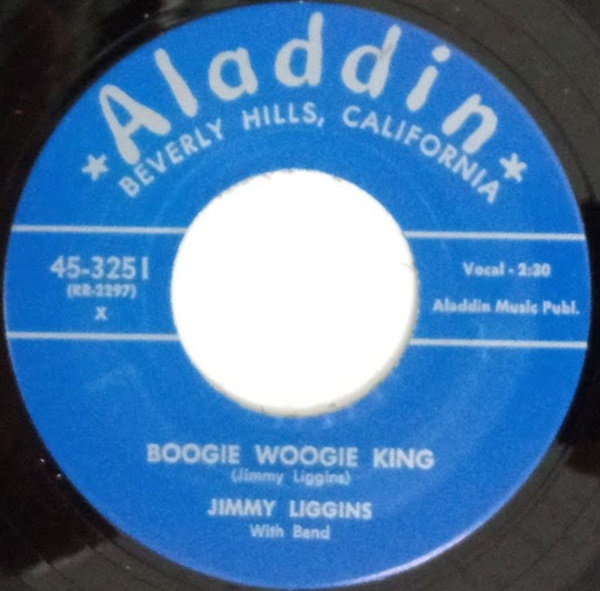 Aladdin
★ BEVERLY HILLS, CALIFORNIA ★
45-3251
(RR-2297)
X
Vocal - 2:30
Aladdin Music Publ.
BOOGIE WOOGIE KING
(Jimmy Liggins)
JIMMY LIGGINS
With Band